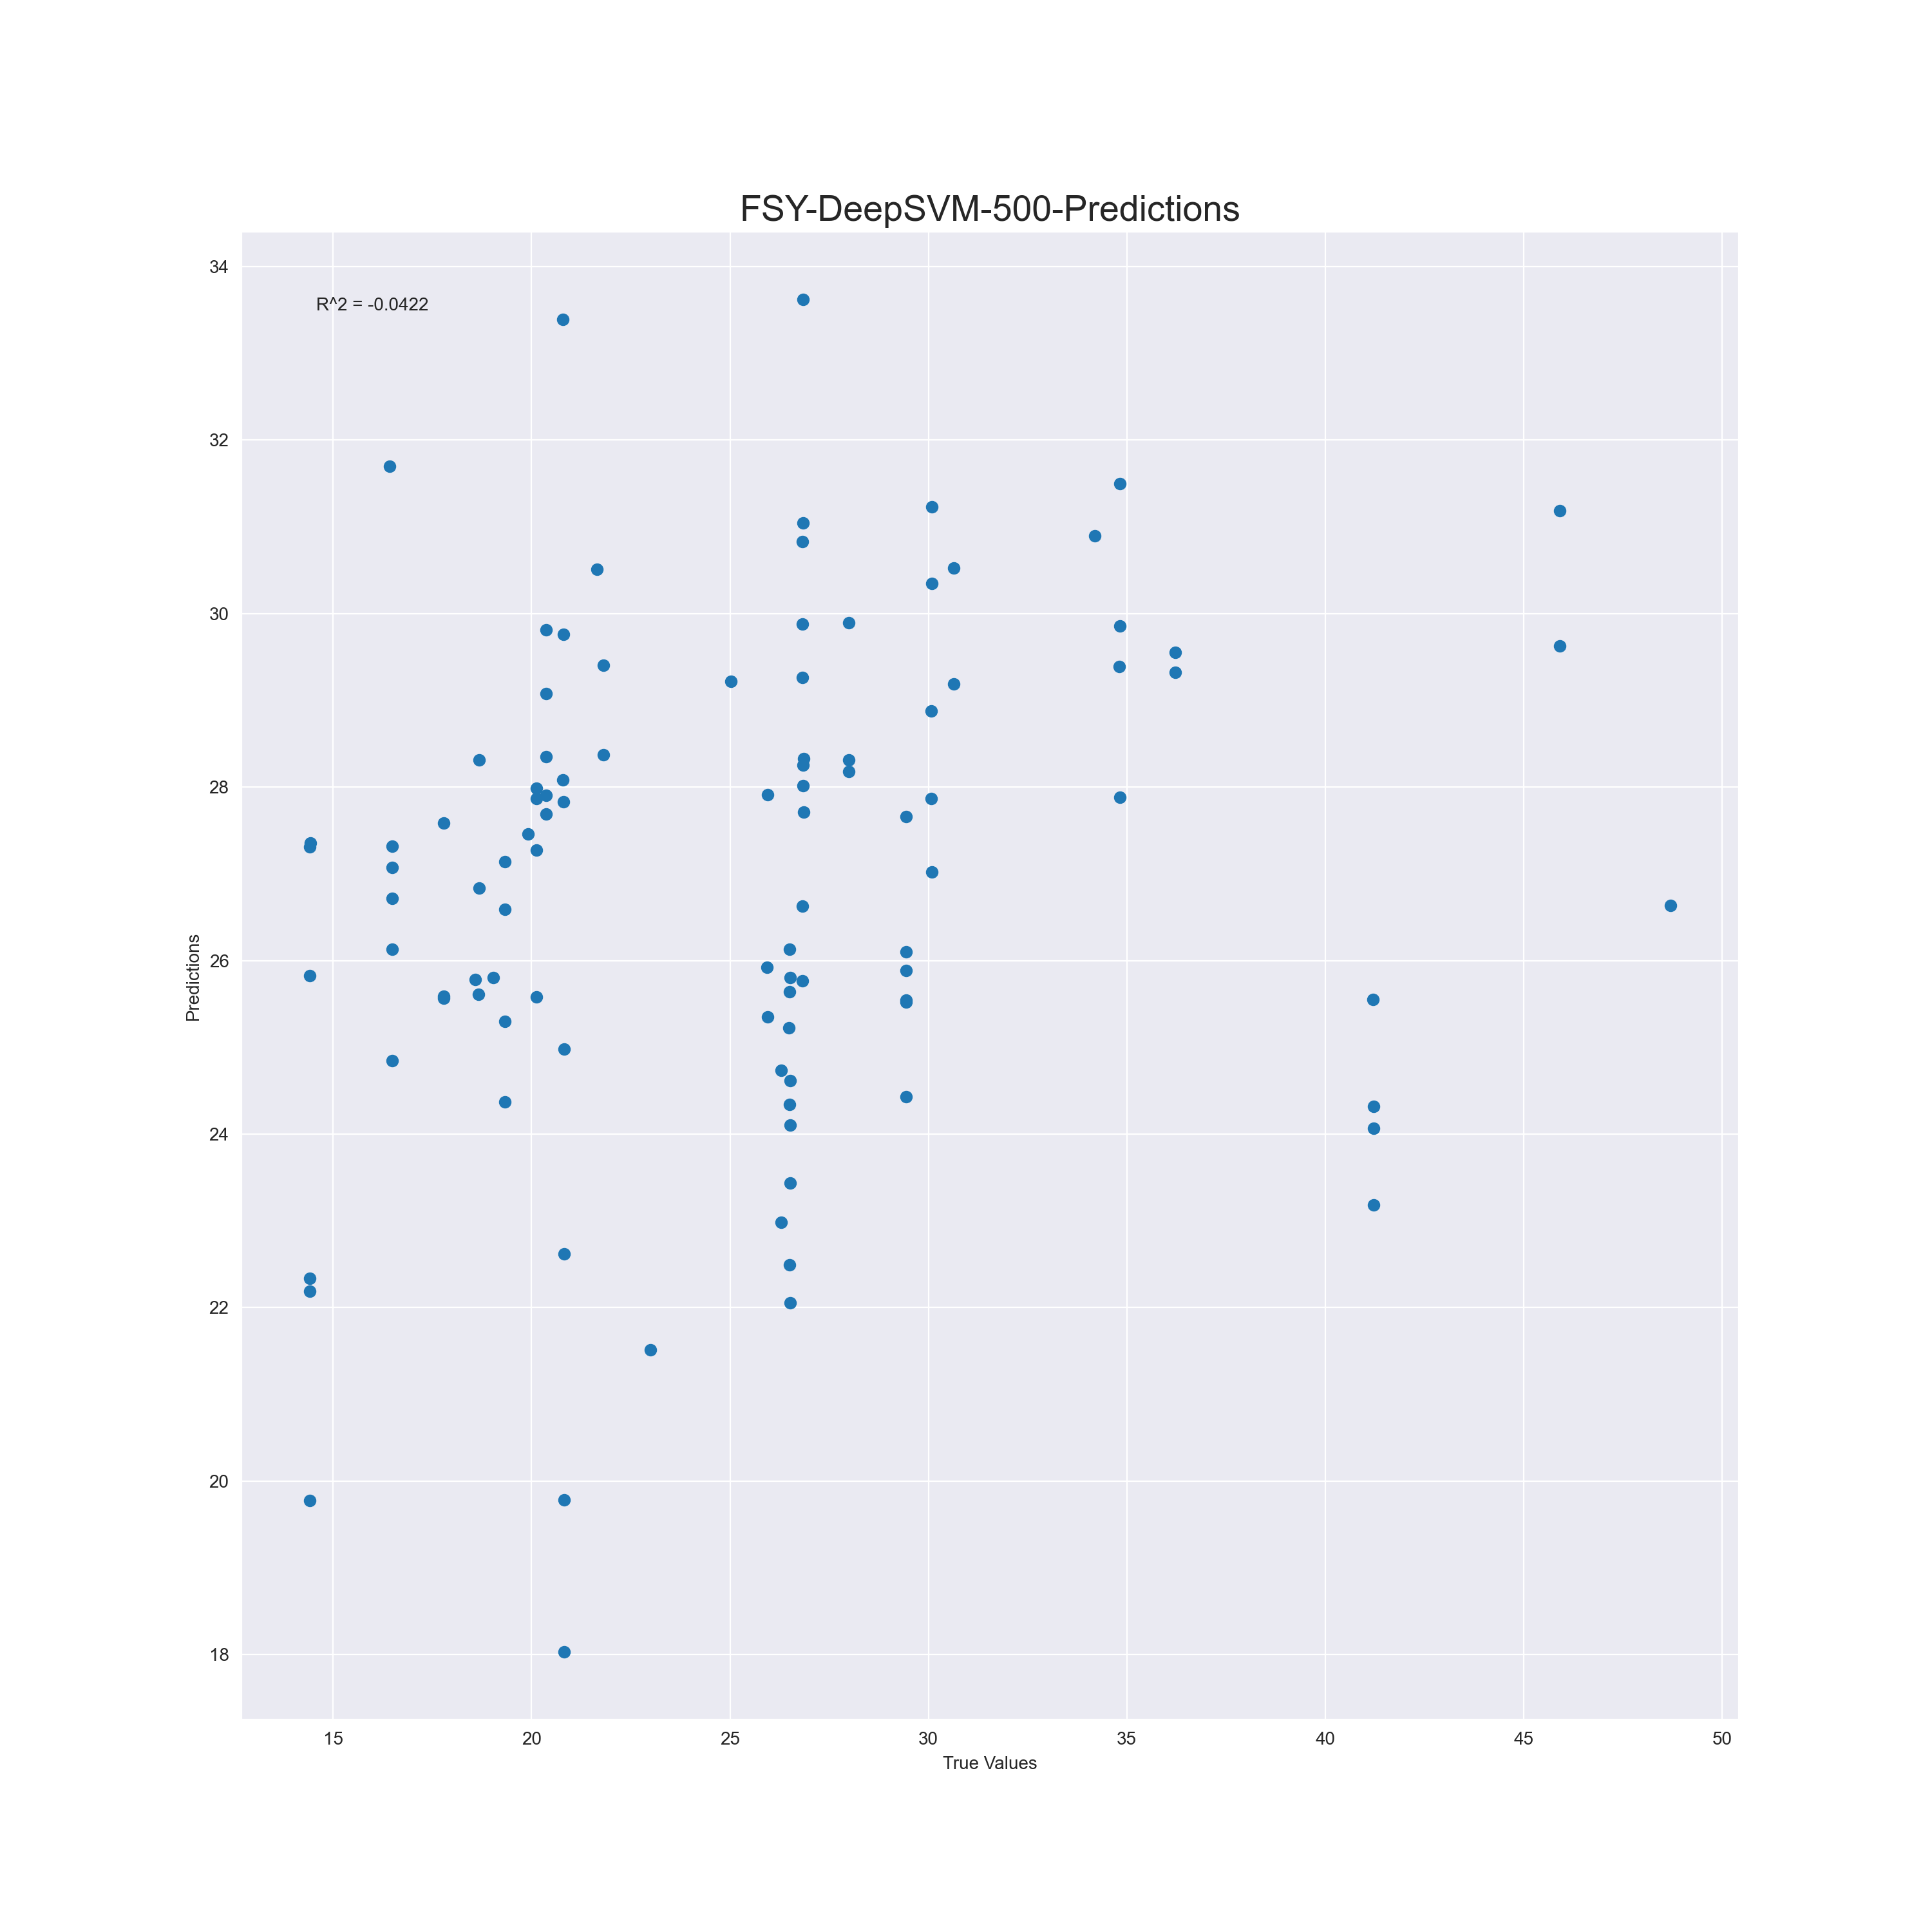 FSY-DeepSVM-500-Predictions
R^2 = -0.0422
34
32
30
28
26
24
22
20
18
Predictions
15 20 25 30 35 40 45 50
True Values